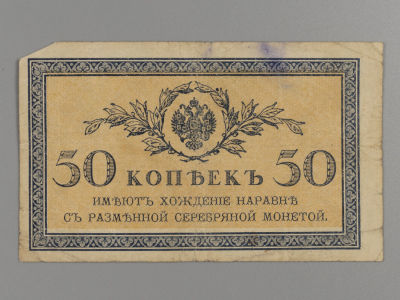 50 КОПѢЕКЪ 50
ИМѢЮТЪ ХОЖДЕНІЕ НАРАВНѢ
СЪ РАЗМѢННОЙ СЕРЕБРЯНОЙ МОНЕТОЙ.